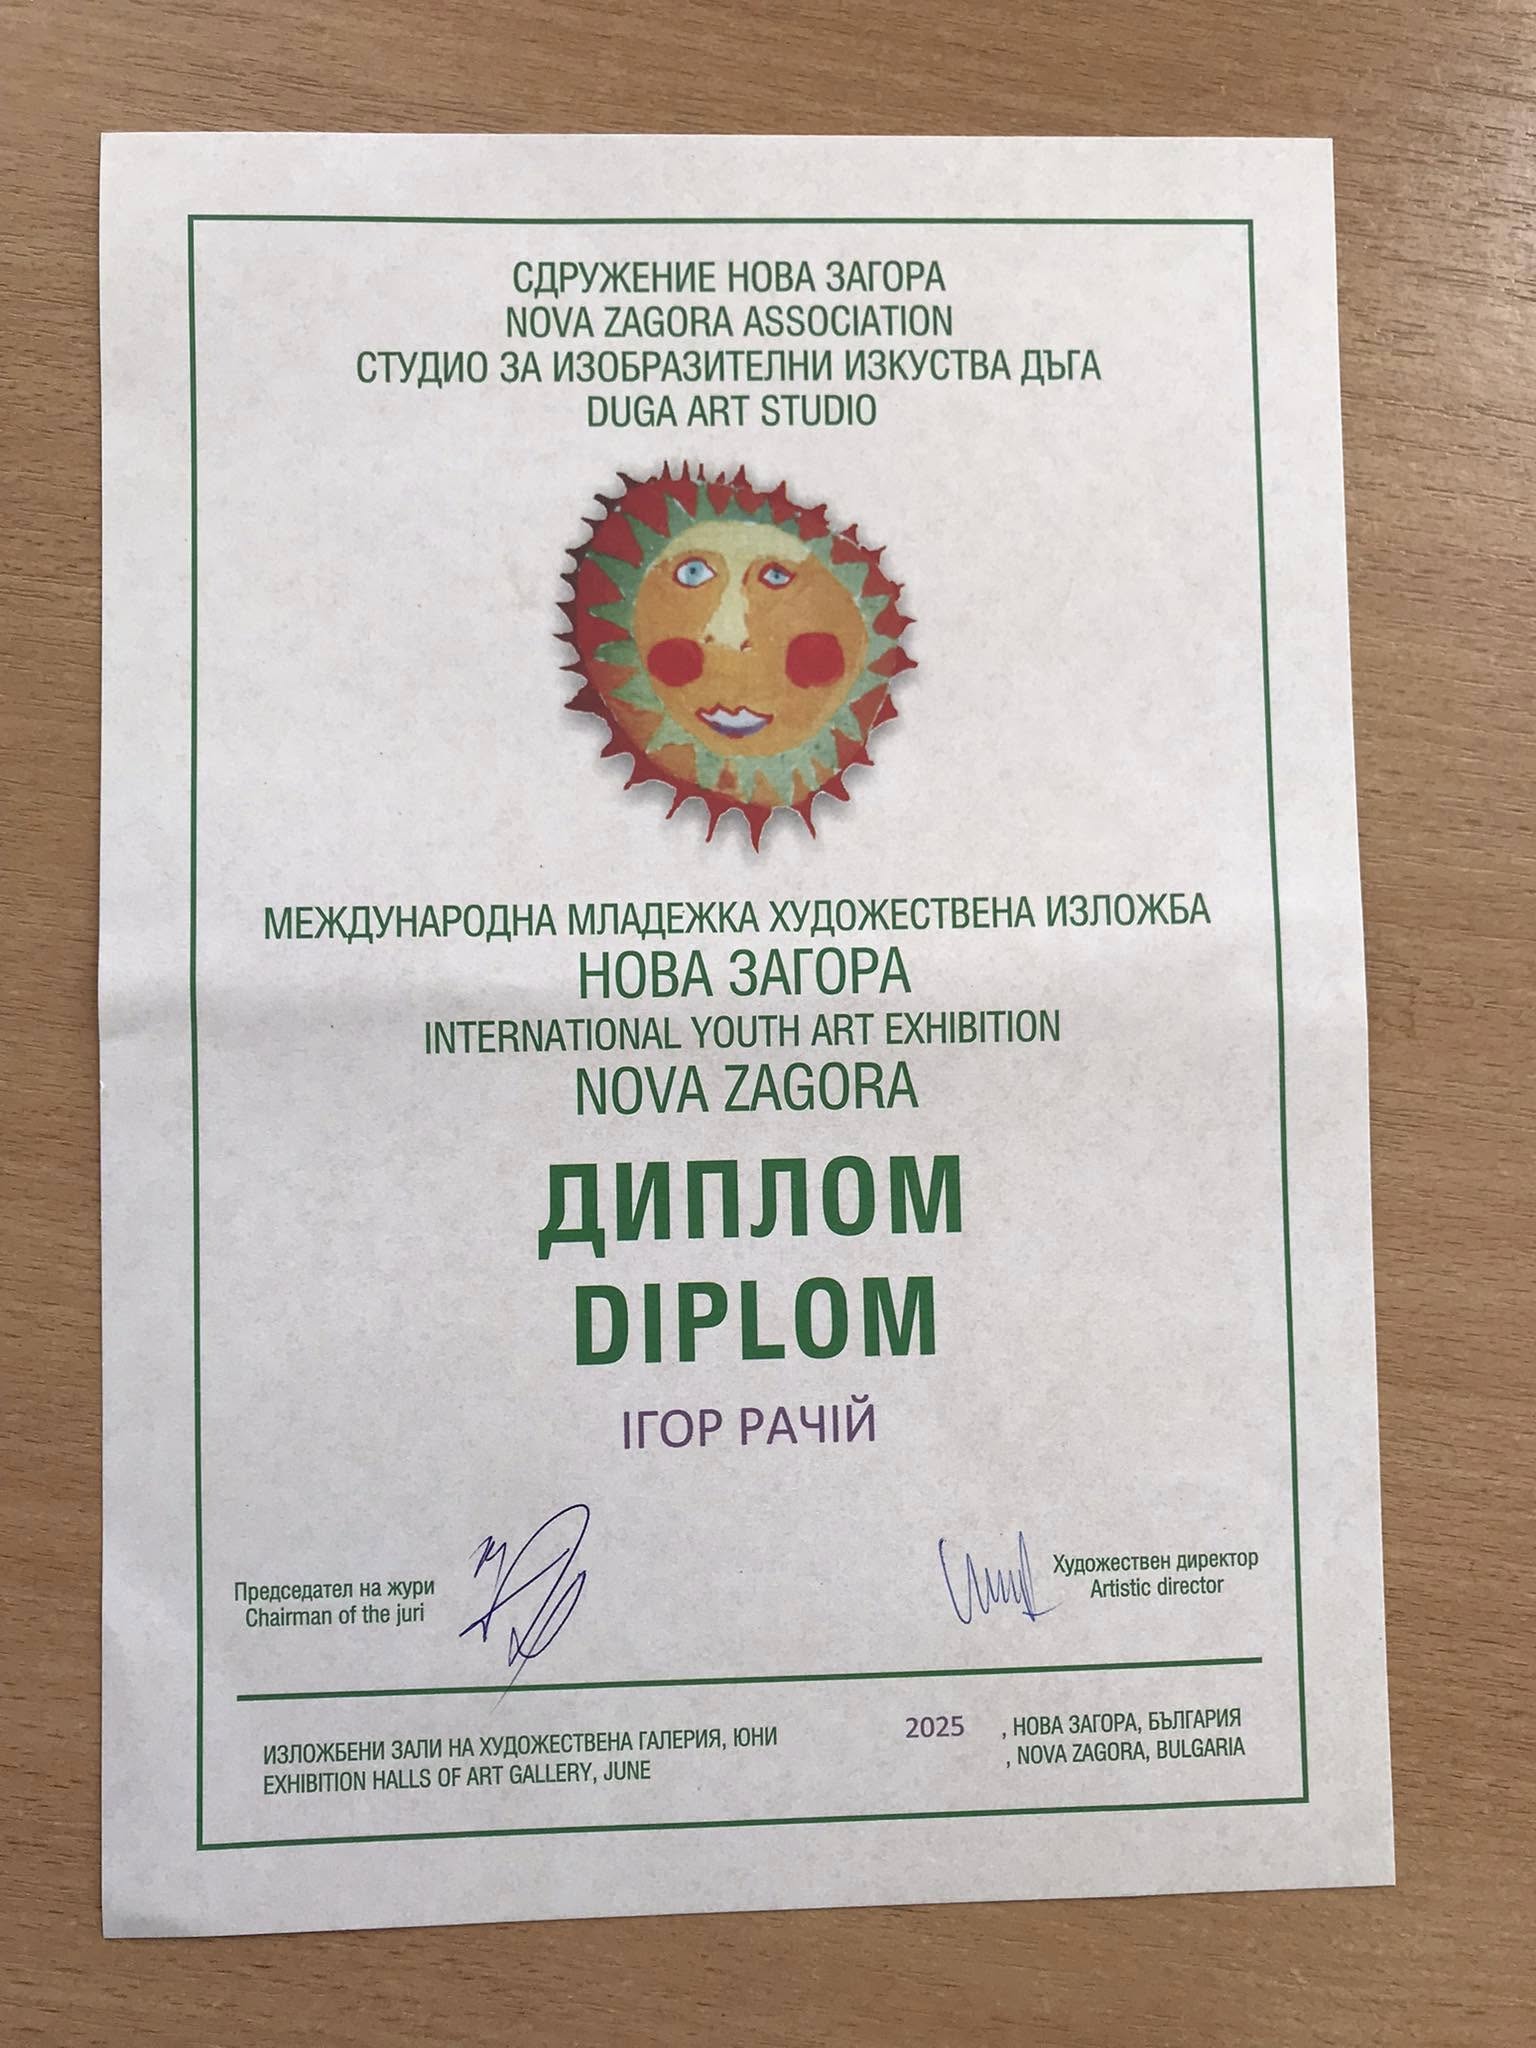 СДРУЖЕНИЕ НОВА ЗАГОРА
NOVA ZAGORA ASSOCIATION
СТУДИО ЗА ИЗОБРАЗИТЕЛНИ ИЗКУСТВА ДЪГА
DUGA ART STUDIO
МЕЖДУНАРОДНА МЛАДЕЖКА ХУДОЖЕСТВЕНА ИЗЛОЖБА
НОВА ЗАГОРА
INTERNATIONAL YOUTH ART EXHIBITION
NOVA ZAGORA
ДИПЛОМ
DIPLOM
ІГОР РАЧІЙ
Председател на жури
Chairman of the juri
Художествен директор
Artistic director
ИЗЛОЖБЕНИ ЗАЛИ НА ХУДОЖЕСТВЕНА ГАЛЕРИЯ, ЮНИ 2025 , НОВА ЗАГОРА, БЪЛГАРИЯ
EXHIBITION HALLS OF ART GALLERY, JUNE , NOVA ZAGORA, BULGARIA